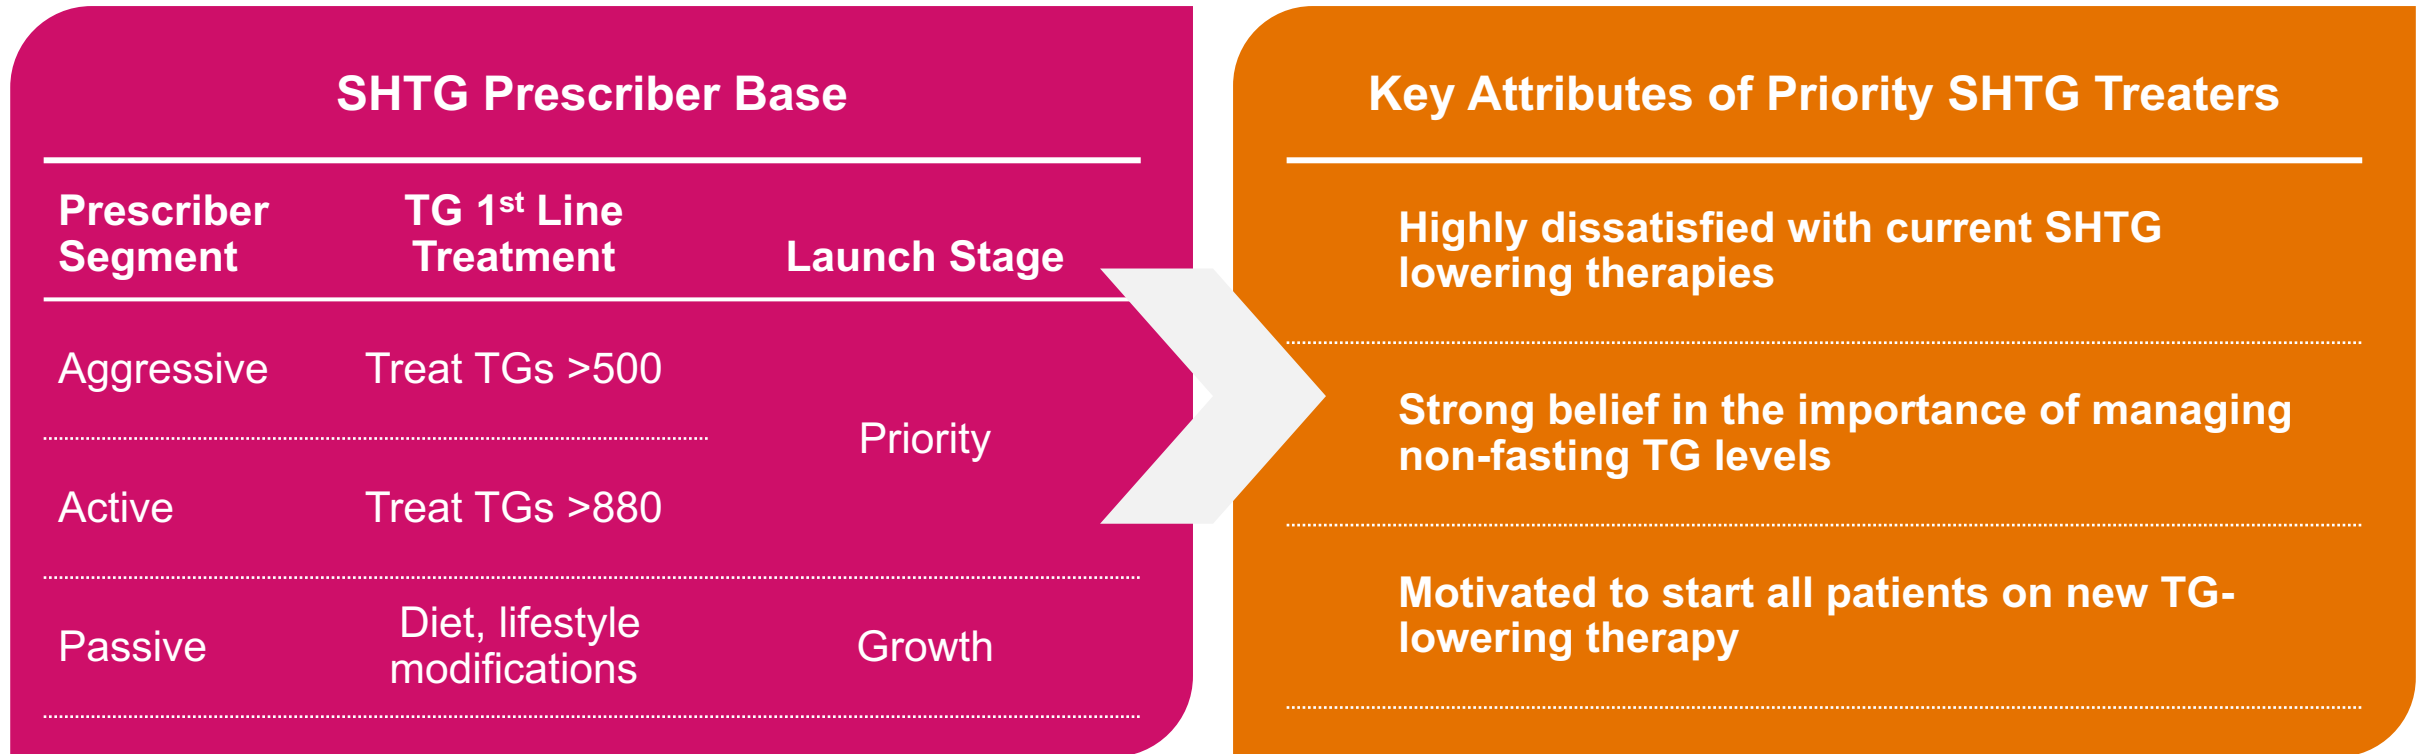 SHTG Prescriber Base
Prescriber
Segment
TG 1st Line
Treatment
Launch Stage
Aggressive
Treat TGs >500
Priority
Active
Treat TGs >880
Passive
Diet, lifestyle
modifications
Growth
Key Attributes of Priority SHTG Treaters
Highly dissatisfied with current SHTG
lowering therapies
Strong belief in the importance of managing
non-fasting TG levels
Motivated to start all patients on new TG-
lowering therapy